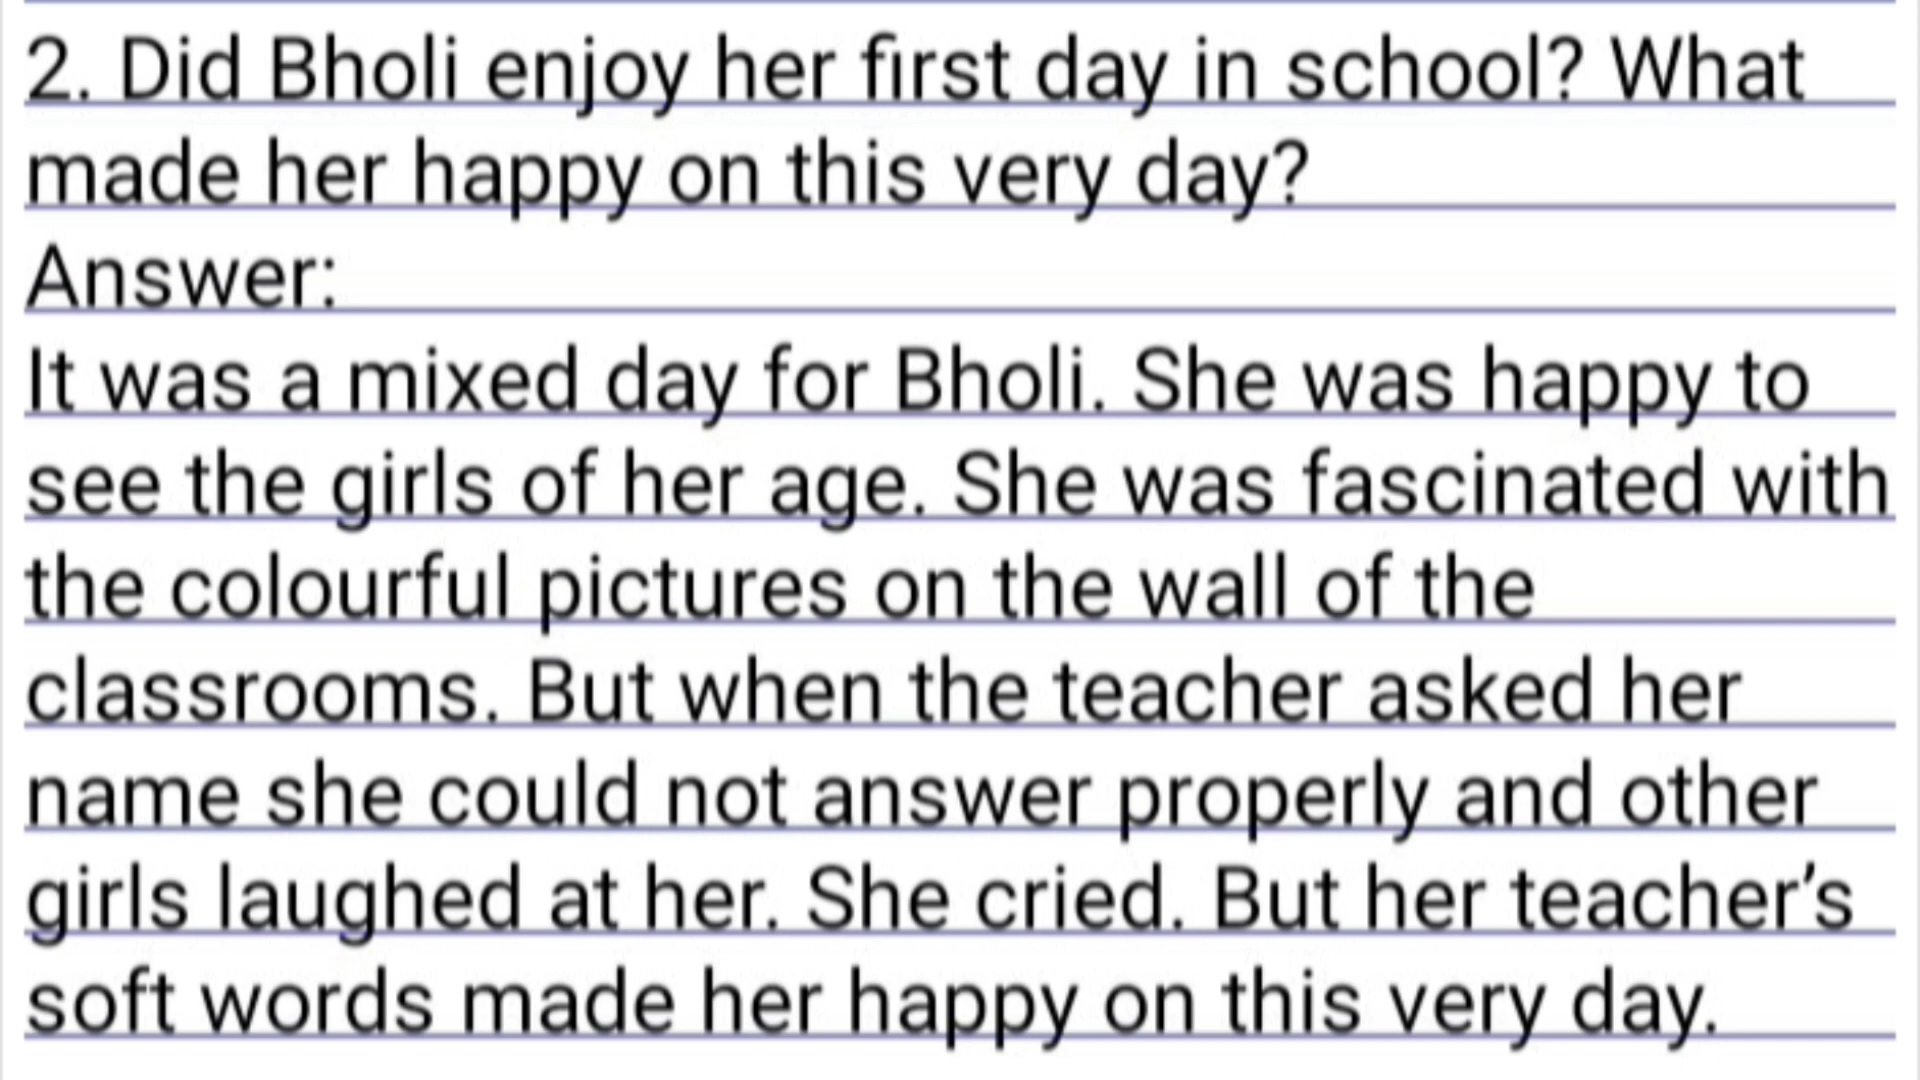 2. Did Bholi enjoy her first day in school? What
made her happy on this very day?
Answer:
It was a mixed day for Bholi. She was happy to
see the girls of her age. She was fascinated with
the colourful pictures on the wall of the
classrooms. But when the teacher asked her
name she could not answer properly and other
girls laughed at her. She cried. But her teacher’s
soft words made her happy on this very day.